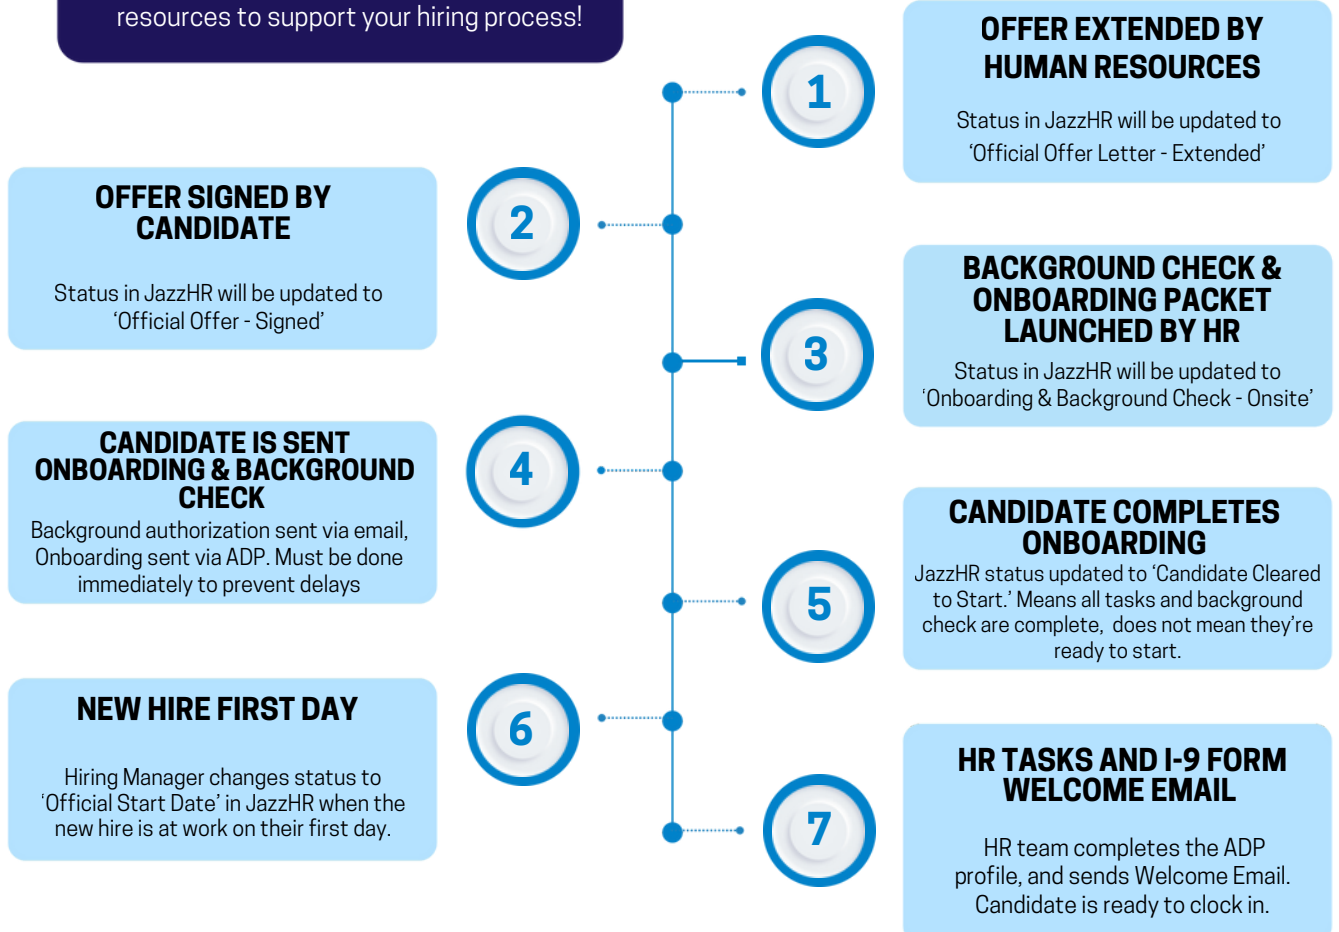 resources to support your hiring process!
1
OFFER EXTENDED BY
HUMAN RESOURCES
Status in JazzHR will be updated to
‘Official Offer Letter - Extended’
2
OFFER SIGNED BY
CANDIDATE
Status in JazzHR will be updated to
‘Official Offer - Signed’
3
BACKGROUND CHECK &
ONBOARDING PACKET
LAUNCHED BY HR
Status in JazzHR will be updated to
‘Onboarding & Background Check - Onsite’
4
CANDIDATE IS SENT
ONBOARDING & BACKGROUND
CHECK
Background authorization sent via email,
Onboarding sent via ADP. Must be done
immediately to prevent delays
5
CANDIDATE COMPLETES
ONBOARDING
JazzHR status updated to ‘Candidate Cleared
to Start.’ Means all tasks and background
check are complete, does not mean they’re
ready to start.
6
NEW HIRE FIRST DAY
Hiring Manager changes status to
‘Official Start Date’ in JazzHR when the
new hire is at work on their first day.
7
HR TASKS AND I-9 FORM
WELCOME EMAIL
HR team completes the ADP
profile, and sends Welcome Email.
Candidate is ready to clock in.